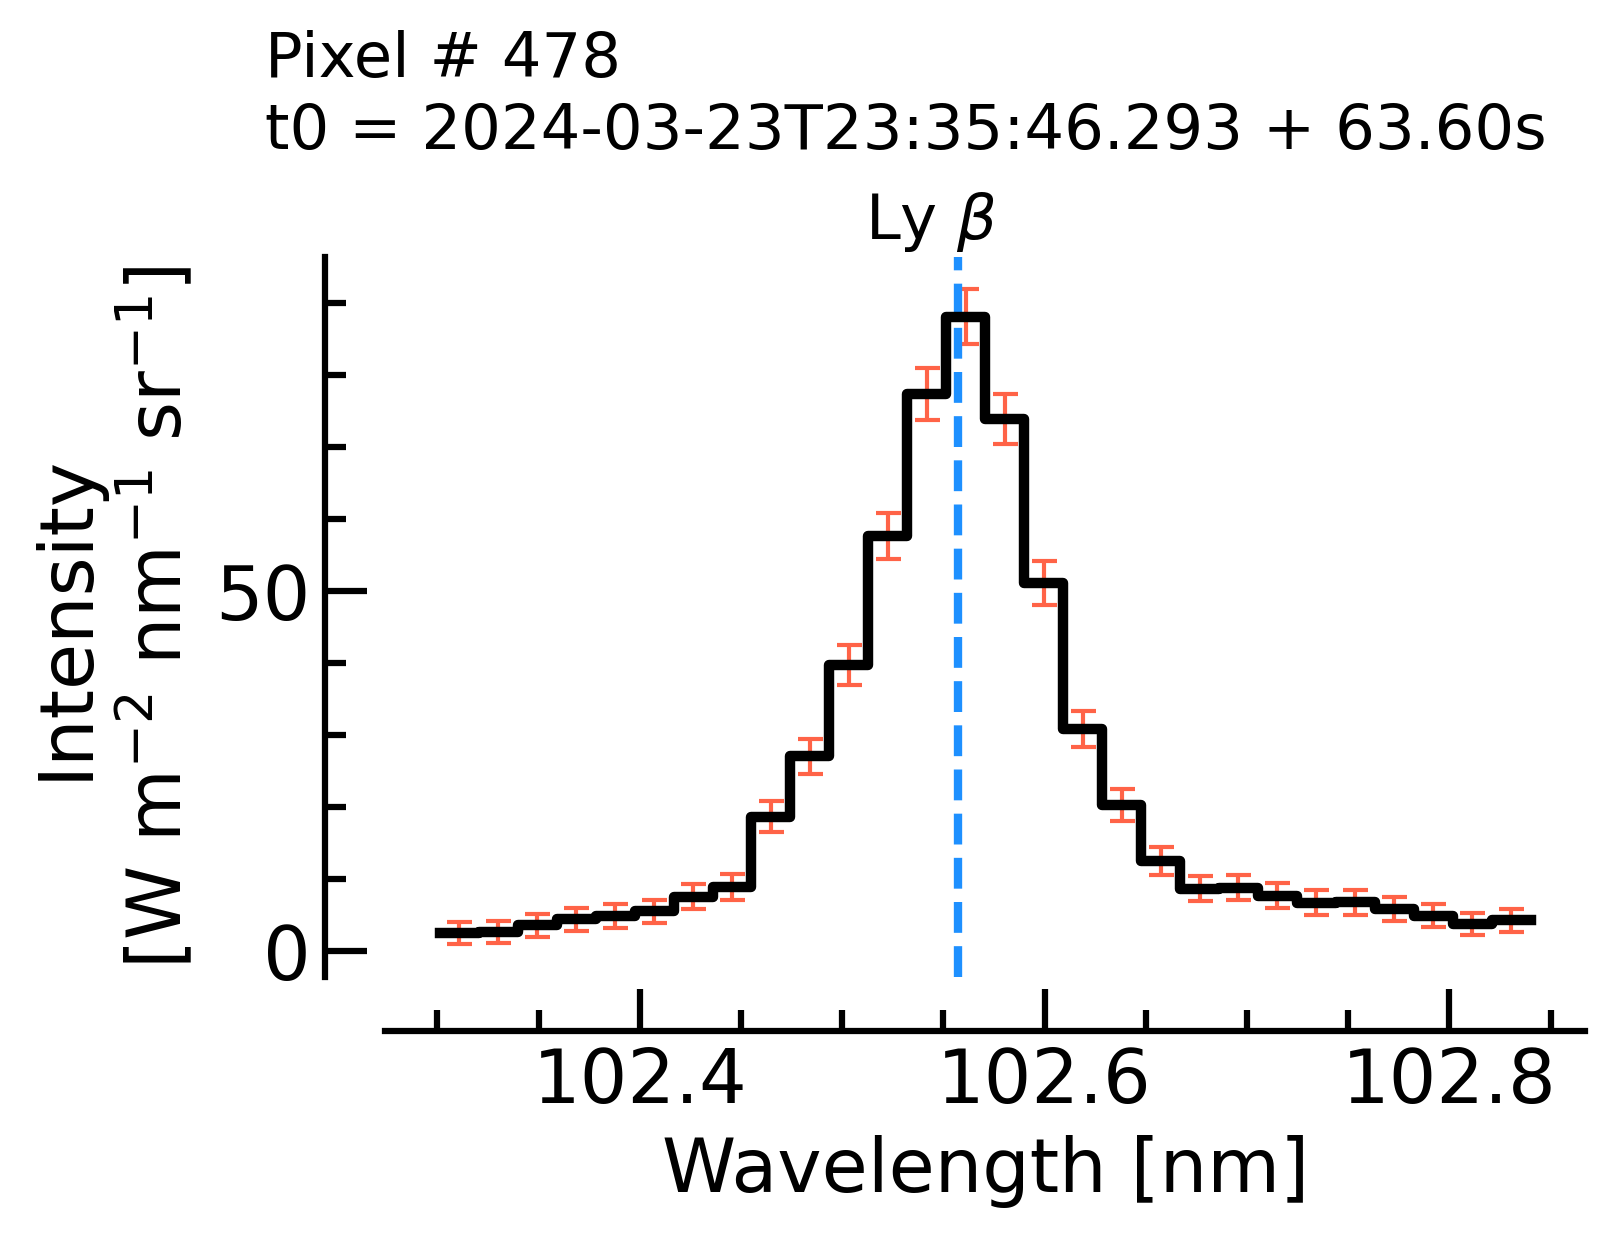 Pixel # 478
t0 = 2024-03-23T23:35:46.293 + 63.60s
Ly β
Intensity
[W m⁻² nm⁻¹ sr⁻¹]
50
0
102.4 102.6 102.8
Wavelength [nm]